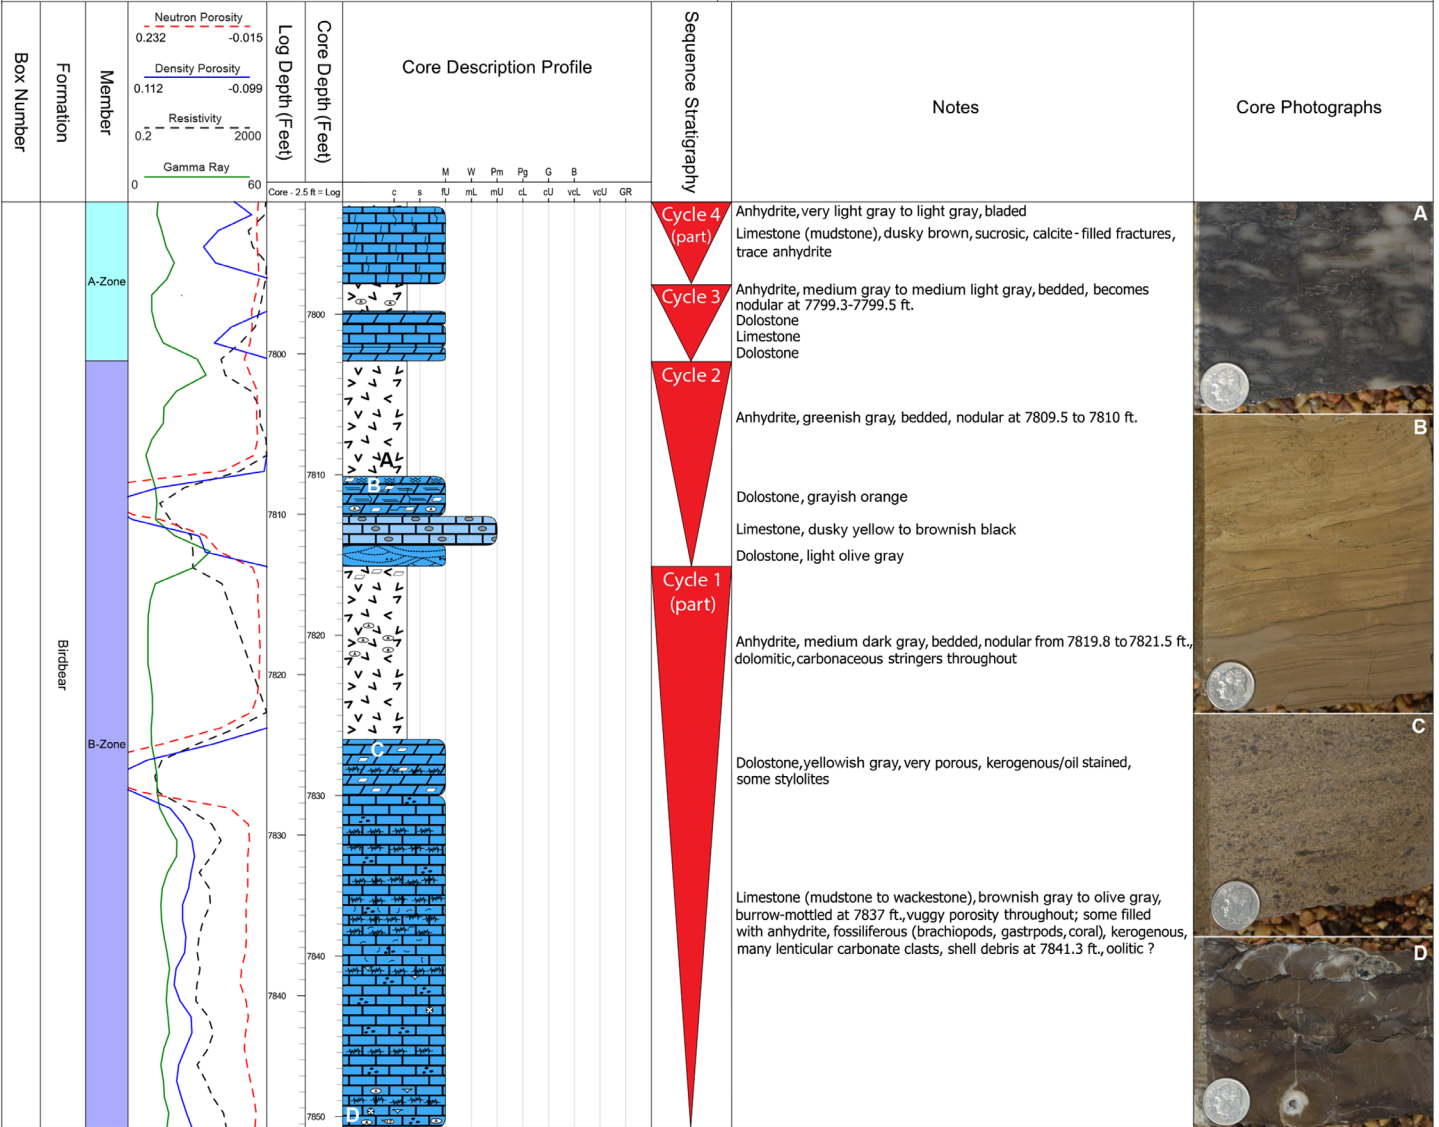 Box Number
Formation
Member
Neutron Porosity
0.232 -0.015
Density Porosity
0.112 -0.099
Resistivity
0.2 2000
Gamma Ray
0 60
Log Depth (Feet)
Core Depth (Feet)
Core - 2.5 ft = Log
Core Description Profile
M W Pm Pg G B
c s fU mL mU cL cU vcL vcU GR
Sequence Stratigraphy
Notes
Core Photographs
Birdbear
A-Zone
B-Zone
7800
7810
7820
7830
7840
7800
7810
7820
7830
7840
7850
A
B
C
D
Cycle 4
(part)
Cycle 3
Cycle 2
Cycle 1
(part)
Anhydrite, very light gray to light gray, bladed
Limestone (mudstone), dusky brown, sucrosic, calcite-filled fractures,
trace anhydrite
Anhydrite, medium gray to medium light gray, bedded, becomes
nodular at 7799.3-7799.5 ft.
Dolostone
Limestone
Dolostone
Anhydrite, greenish gray, bedded, nodular at 7809.5 to 7810 ft.
Dolostone, grayish orange
Limestone, dusky yellow to brownish black
Dolostone, light olive gray
Anhydrite, medium dark gray, bedded, nodular from 7819.8 to 7821.5 ft.,
dolomitic, carbonaceous stringers throughout
Dolostone, yellowish gray, very porous, kerogenous/oil stained,
some stylolites
Limestone (mudstone to wackestone), brownish gray to olive gray,
burrow-mottled at 7837 ft., vuggy porosity throughout; some filled
with anhydrite, fossiliferous (brachiopods, gastrpods, coral), kerogenous,
many lenticular carbonate clasts, shell debris at 7841.3 ft., oolitic ?
A
B
C
D